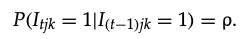 P(I_{tjk} = 1|I_{(t−1)jk} = 1) = ρ.